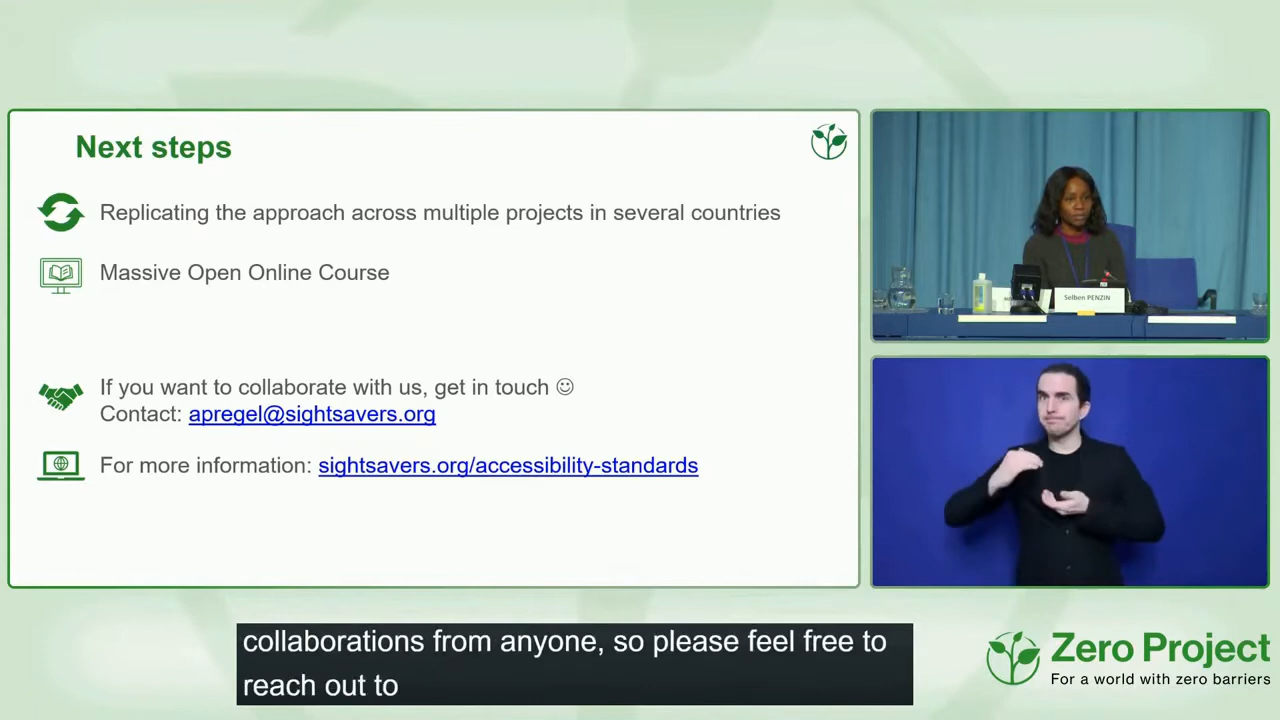 Next steps
Replicating the approach across multiple projects in several countries
Massive Open Online Course
If you want to collaborate with us, get in touch ☺
Contact: apregel@sightsavers.org
For more information: sightsavers.org/accessibility-standards
Selben PENZIN
collaborations from anyone, so please feel free to
reach out to
Zero Project
For a world with zero barriers